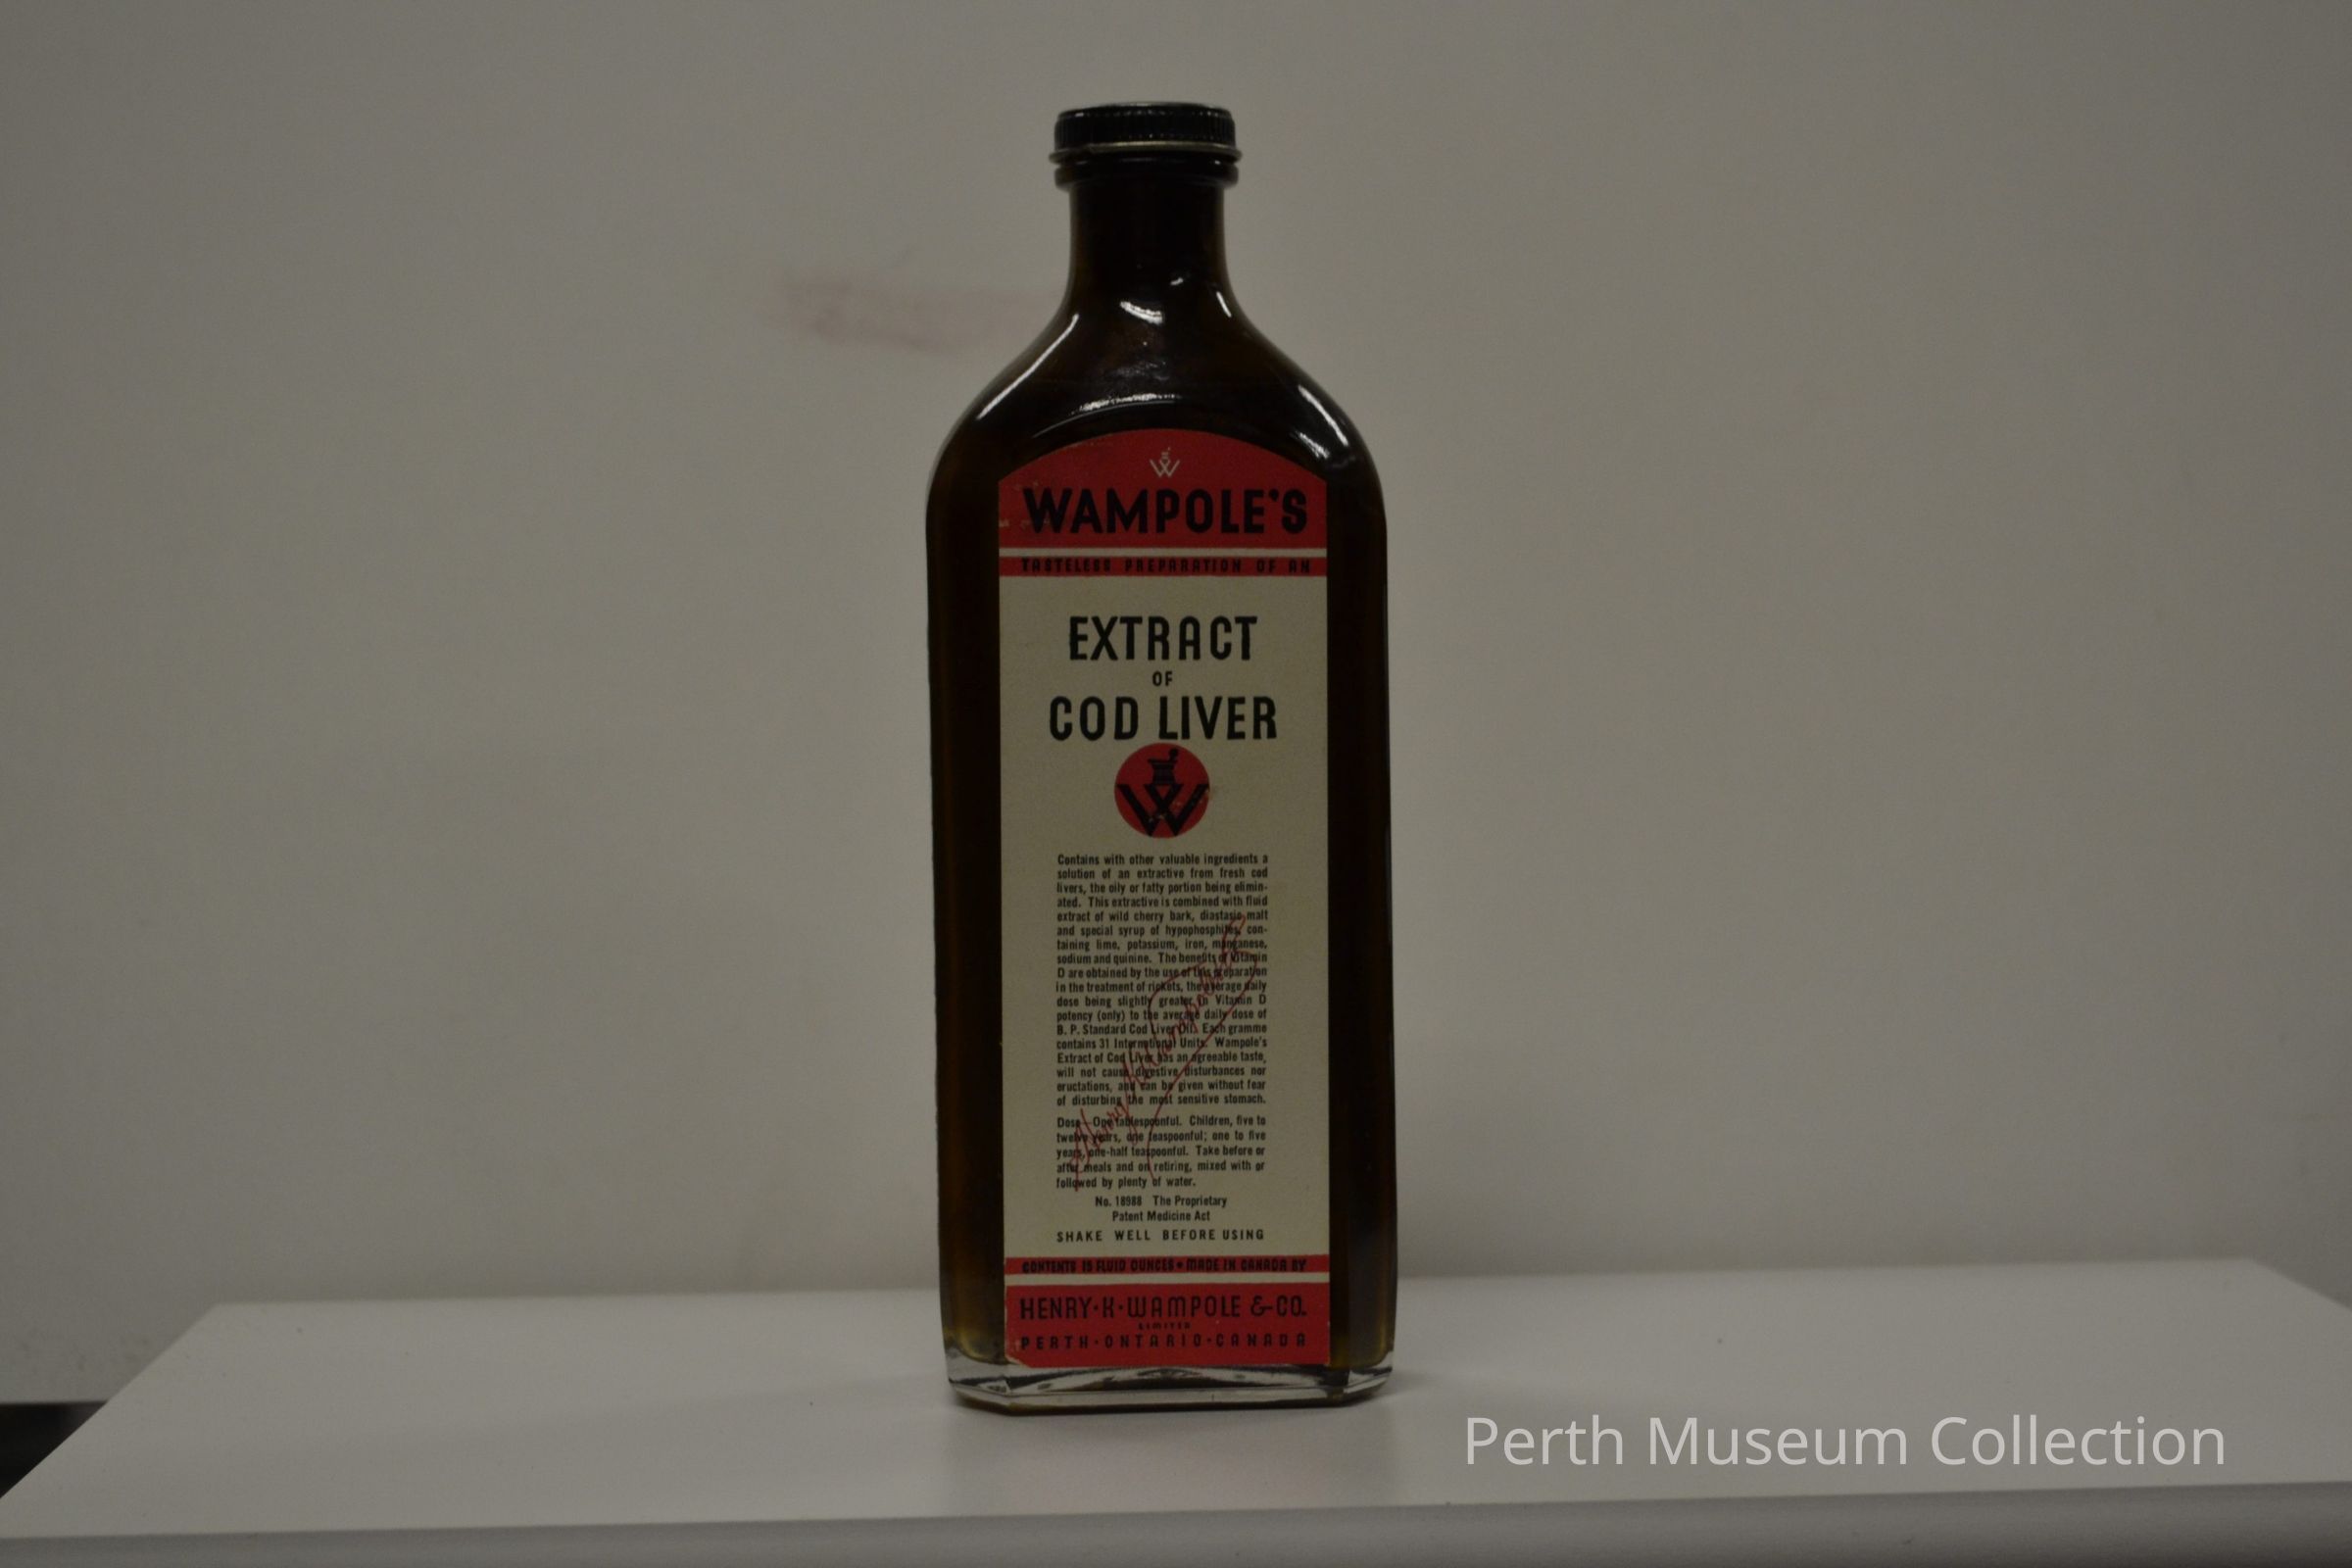 W
WAMPOLE'S
TASTELESS PREPARATION OF AN
EXTRACT
OF
COD LIVER
W
Contains with other valuable ingredients a
solution of an extractive from fresh cod
livers, the oily or fatty portion being elimin-
ated. This extractive is combined with fluid
extract of wild cherry bark, diastasic malt
and special syrup of hypophosphites, con-
taining lime, potassium, iron, manganese,
sodium and quinine. The benefits of Vitamin
D are obtained by the use of this preparation
in the treatment of rickets, the average daily
dose being slightly greater in Vitamin D
potency (only) to the average daily dose of
B. P. Standard Cod Liver Oil. Each gramme
contains 31 International Units. Wampole's
Extract of Cod Liver has an agreeable taste,
will not cause digestive disturbances nor
eructations, and can be given without fear
of disturbing the most sensitive stomach.
Dose—One tablespoonful. Children, five to
twelve years, one teaspoonful; one to five
years, one-half teaspoonful. Take before or
after meals and on retiring, mixed with or
followed by plenty of water.
Henry K. Wampole & Co
No. 18988 The Proprietary
Patent Medicine Act
SHAKE WELL BEFORE USING
CONTENTS 15 FLUID OUNCES • MADE IN CANADA BY
HENRY·K·WAMPOLE & CO.
LIMITED
PERTH·ONTARIO·CANADA
Perth Museum Collection